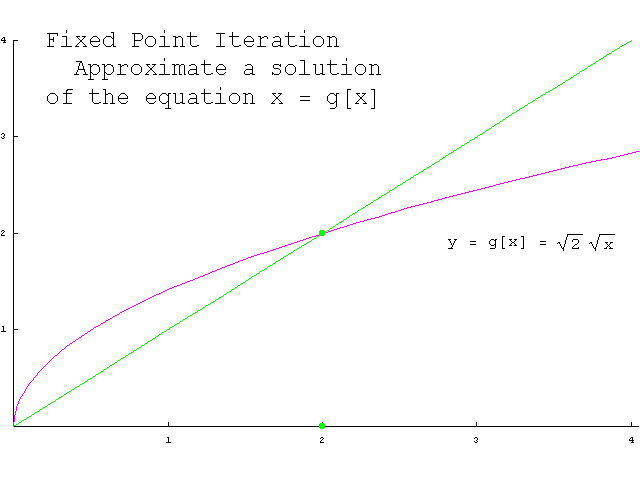 Fixed Point Iteration
Approximate a solution
of the equation x = g[x]
4
3
2
1
y = g[x] = √2 √x
1 2 3 4